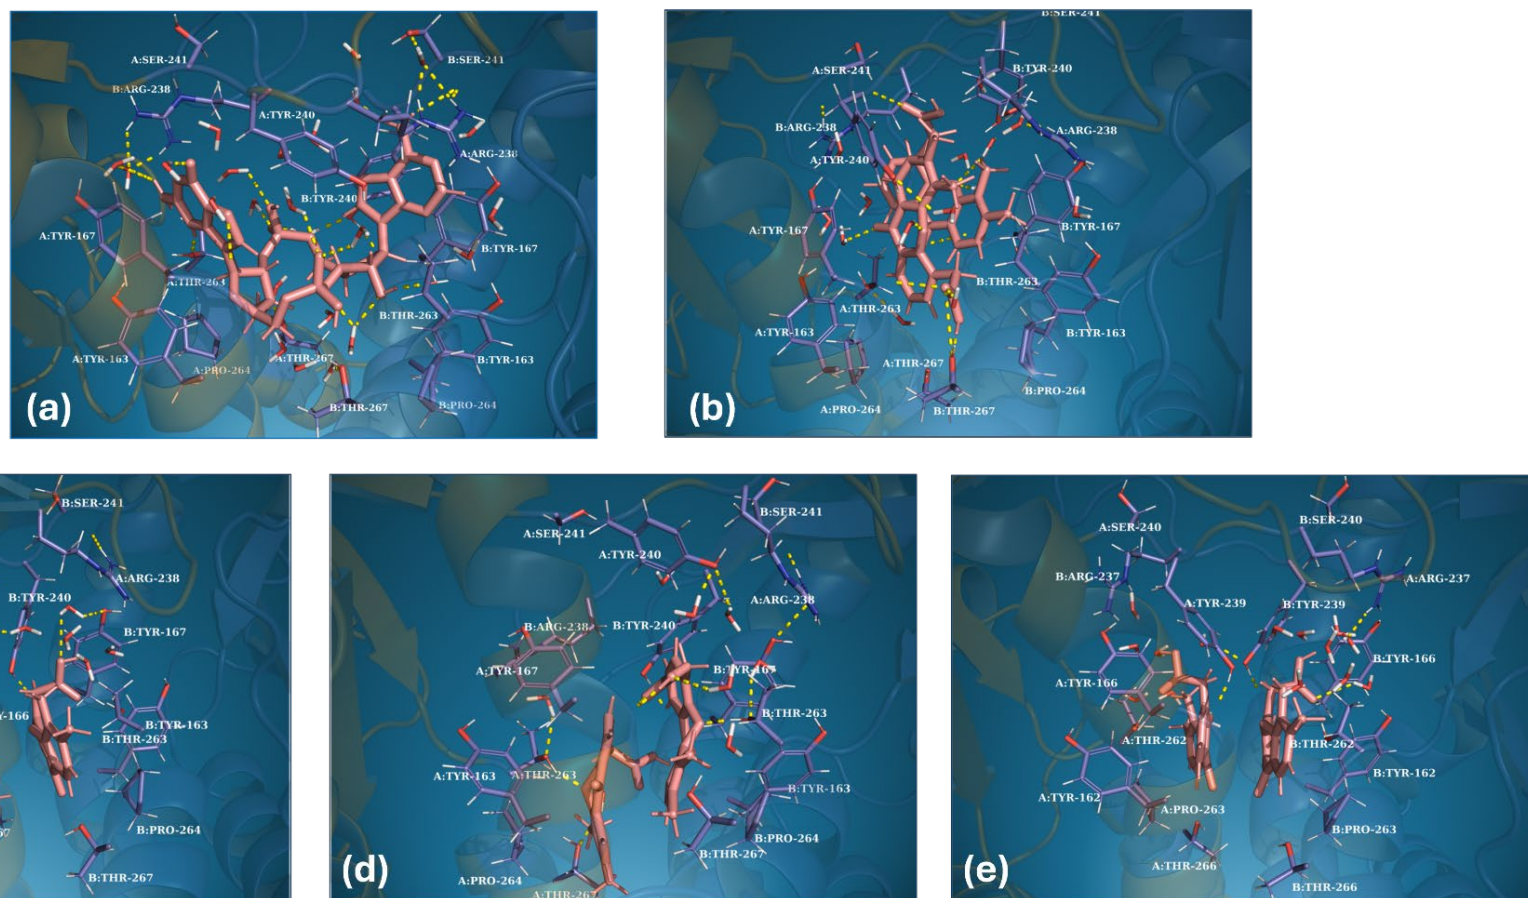 B:SER-241
A:SER-241
B:SER-241
B:ARG-238
A:TYR-240
A:ARG-238
B:TYR-240
A:TYR-167
B:TYR-167
A:THR-263
B:THR-263
A:TYR-163
A:THR-267
B:TYR-163
A:PRO-264
B:THR-267
B:PRO-264
(a)
A:SER-241
B:TYR-240
B:ARG-238
A:ARG-238
A:TYR-240
A:TYR-167
B:TYR-167
B:THR-263
A:THR-263
A:TYR-163
B:TYR-163
A:THR-267
B:PRO-264
A:PRO-264
B:THR-267
(b)
B:SER-241
A:ARG-238
B:TYR-240
B:TYR-167
Y-166
B:TYR-163
B:THR-263
B:PRO-264
67
B:THR-267
B:SER-241
A:SER-241
A:TYR-240
A:ARG-238
B:ARG-238
B:TYR-240
A:TYR-167
B:TYR-167
B:THR-263
A:TYR-163
A:THR-263
B:TYR-163
B:PRO-264
B:THR-267
A:PRO-264
A:THR-267
(d)
A:SER-240
B:SER-240
B:ARG-237
A:ARG-237
A:TYR-239
B:TYR-239
B:TYR-166
A:TYR-166
A:THR-262
B:THR-262
B:TYR-162
A:TYR-162
A:PRO-263
B:PRO-263
A:THR-266
B:THR-266
(e)